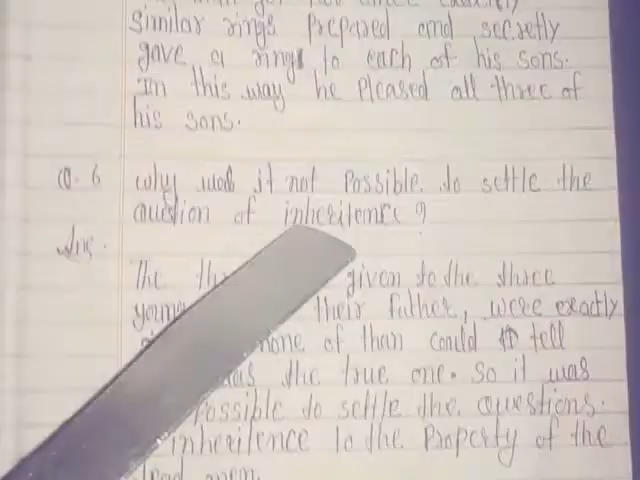 similar rings prepared and secretly
gave a ring to each of his sons.
In this way he pleased all three of
his sons.
Q. 6 why was it not possible to settle the
question of inheritence ?
Ans.
The given to the three
their father, were exactly
none of than could tell
the true one. So it was
possible to settle the questions.
inheritence to the property of the